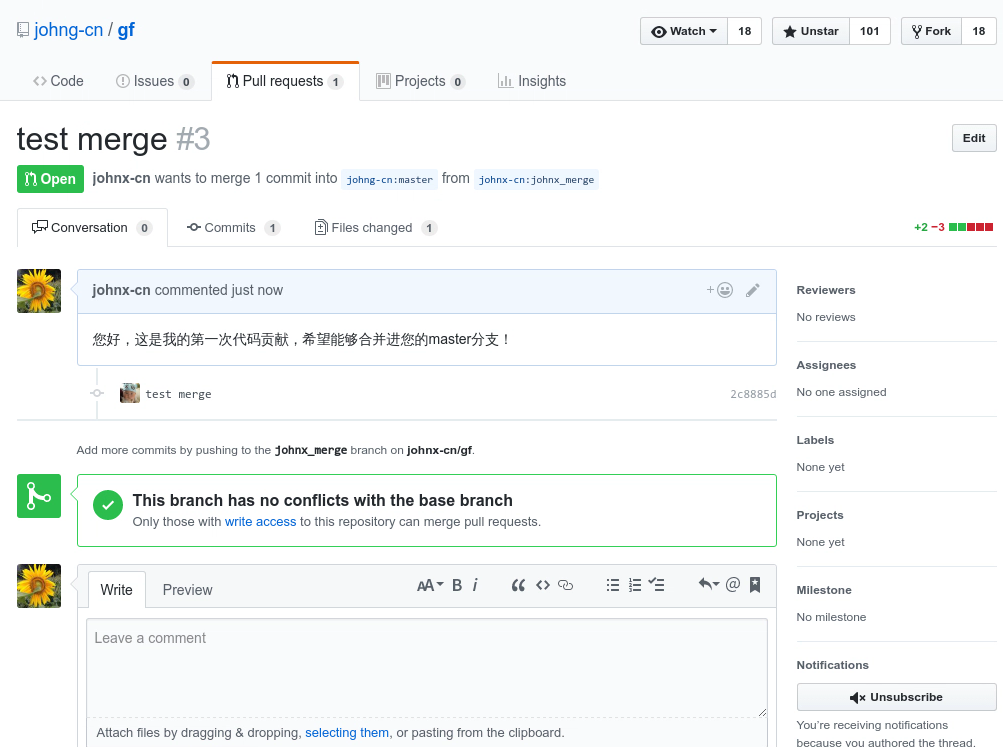 johng-cn / gf
Watch 18 Unstar 101 Fork 18
Code Issues 0 Pull requests 1 Projects 0 Insights
test merge #3
Edit
Open johnx-cn wants to merge 1 commit into johng-cn:master from johnx-cn:johnx_merge
Conversation 0 Commits 1 Files changed 1 +2 −3
johnx-cn commented just now
您好，这是我的第一次代码贡献，希望能够合并进您的master分支！
test merge 2c8885d
Add more commits by pushing to the johnx_merge branch on johnx-cn/gf.
This branch has no conflicts with the base branch
Only those with write access to this repository can merge pull requests.
Write Preview AA B i
Leave a comment
Attach files by dragging & dropping, selecting them, or pasting from the clipboard.
Reviewers
No reviews
Assignees
No one assigned
Labels
None yet
Projects
None yet
Milestone
No milestone
Notifications
Unsubscribe
You're receiving notifications
because you authored the thread.